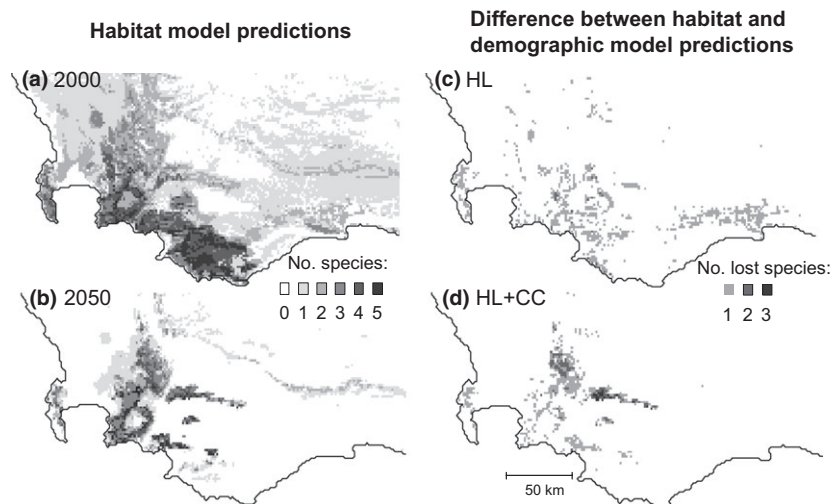 Habitat model predictions
Difference between habitat and
demographic model predictions
(a) 2000
(c) HL
No. species:
0 1 2 3 4 5
(b) 2050
No. lost species:
1 2 3
(d) HL+CC
50 km